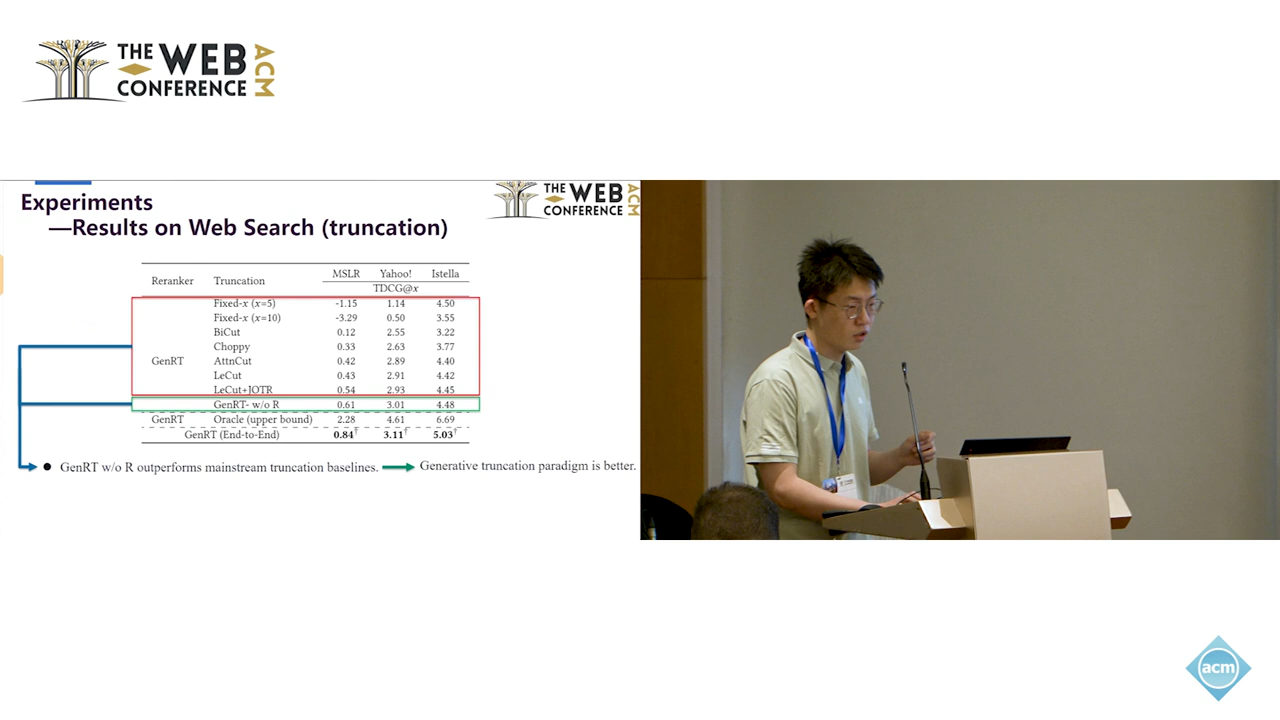 THE WEB CONFERENCE ACM
Experiments
—Results on Web Search (truncation)
THE WEB CONFERENCE ACM
Reranker Truncation MSLR Yahoo! Istella
TDCG@x
Fixed-x (x=5) -1.15 1.14 4.50
Fixed-x (x=10) -3.29 0.50 3.55
BiCut 0.12 2.55 3.22
Choppy 0.33 2.63 3.77
GenRT AttnCut 0.42 2.89 4.40
LeCut 0.43 2.91 4.42
LeCut+JOTR 0.54 2.93 4.45
GenRT- w/o R 0.61 3.01 4.48
GenRT Oracle (upper bound) 2.28 4.61 6.69
GenRT (End-to-End) 0.84† 3.11† 5.03†
● GenRT w/o R outperforms mainstream truncation baselines. Generative truncation paradigm is better.
acm